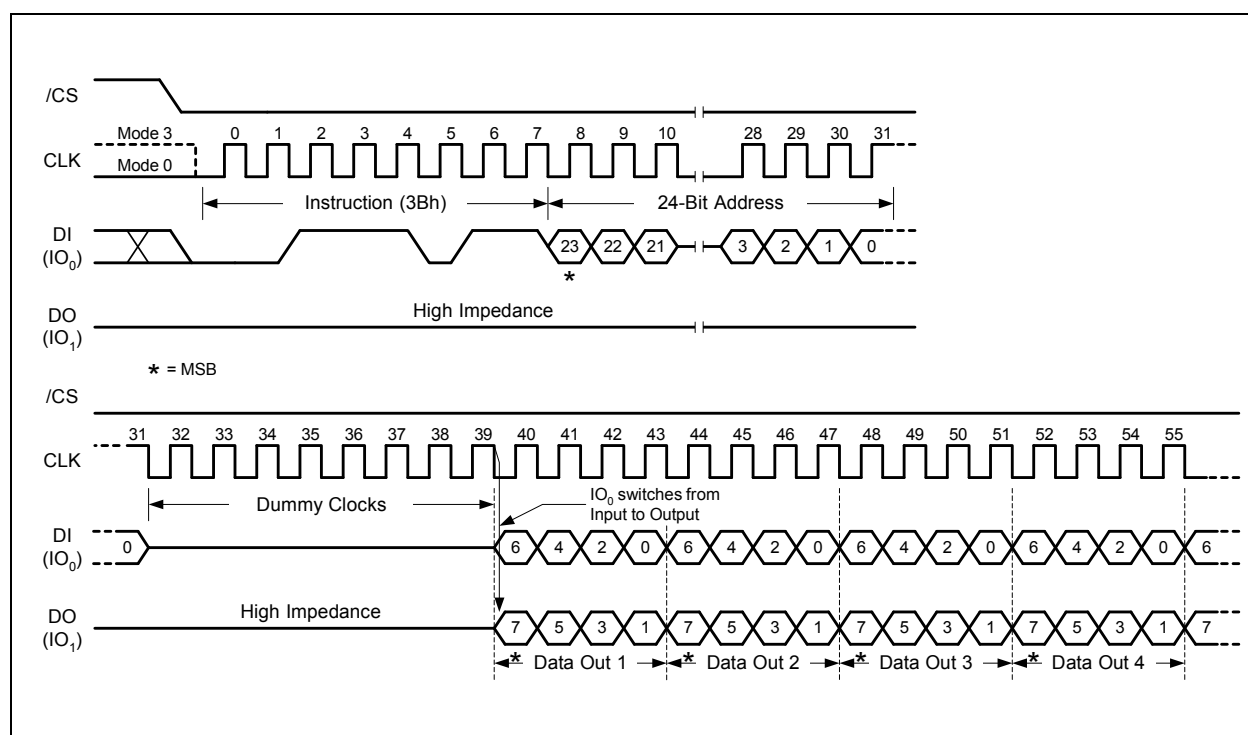 /CS
Mode 3 0 1 2 3 4 5 6 7 8 9 10 28 29 30 31
CLK
Mode 0
Instruction (3Bh) 24-Bit Address
DI
(IO0)
23 22 21 3 2 1 0
*
High Impedance
DO
(IO1)
* = MSB
/CS
31 32 33 34 35 36 37 38 39 40 41 42 43 44 45 46 47 48 49 50 51 52 53 54 55
CLK
Dummy Clocks
IO0 switches from
Input to Output
DI
(IO0)
0 6 4 2 0 6 4 2 0 6 4 2 0 6 4 2 0 6
High Impedance
DO
(IO1)
7 5 3 1 7 5 3 1 7 5 3 1 7 5 3 1 7
* Data Out 1 * Data Out 2 * Data Out 3 * Data Out 4